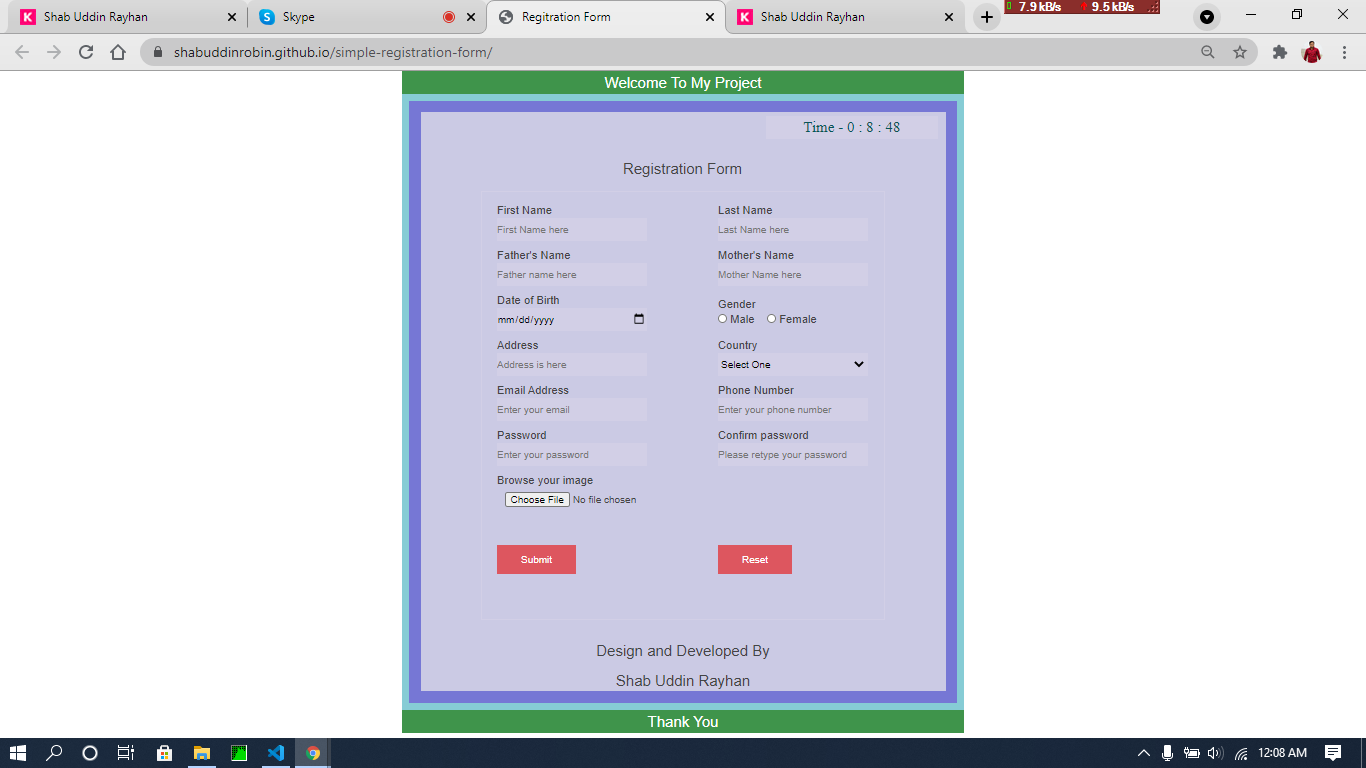 Shab Uddin Rayhan
Skype
Regitration Form
Shab Uddin Rayhan
7.9 kB/s 9.5 kB/s
shabuddinrobin.github.io/simple-registration-form/
Welcome To My Project
Time - 0 : 8 : 48
Registration Form
First Name Last Name
First Name here Last Name here
Father's Name Mother's Name
Father name here Mother Name here
Date of Birth Gender
mm/dd/yyyy Male Female
Address Country
Address is here Select One
Email Address Phone Number
Enter your email Enter your phone number
Password Confirm password
Enter your password Please retype your password
Browse your image
Choose File No file chosen
Submit Reset
Design and Developed By
Shab Uddin Rayhan
Thank You
12:08 AM